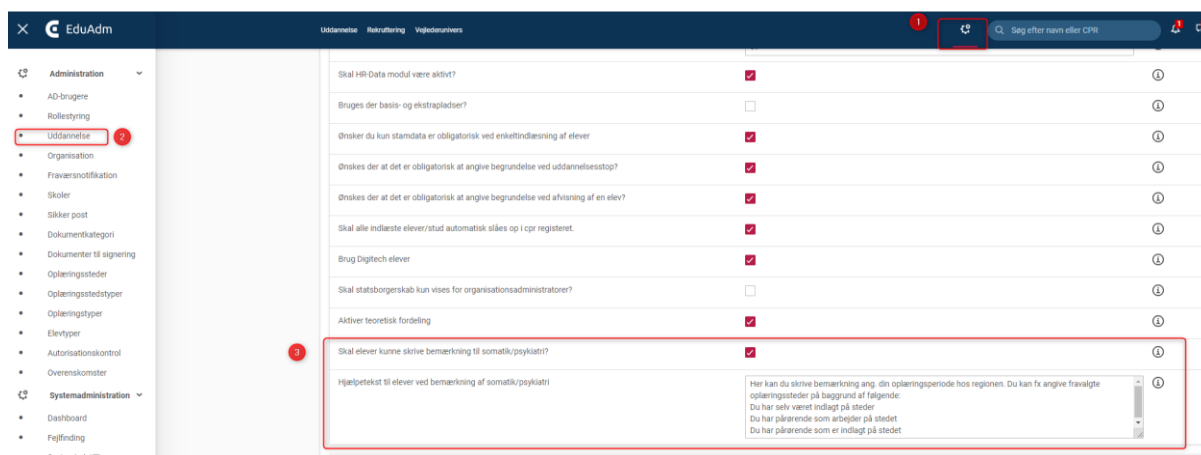 EduAdm
Uddannelse Rekruttering Vejlederunivers
1
Søg efter navn eller CPR
1
Administration
AD-brugere
Rollestyring
Uddannelse
2
Organisation
Fraværsnotifikation
Skoler
Sikker post
Dokumentkategori
Dokumenter til signering
Oplæringssteder
Oplæringsstedstyper
Oplæringstyper
Elevtyper
Autorisationskontrol
Overenskomster
Systemadministration
Dashboard
Fejlfinding
Skal HR-Data modul være aktivt?
Bruges der basis- og ekstrapladser?
Ønsker du kun stamdata er obligatorisk ved enkeltindlæsning af elever
Ønskes der at det er obligatorisk at angive begrundelse ved uddannelsesstop?
Ønskes der at det er obligatorisk at angive begrundelse ved afvisning af en elev?
Skal alle indlæste elever/stud automatisk slåes op i cpr registeret.
Brug Digitech elever
Skal statsborgerskab kun vises for organisationsadministratorer?
Aktiver teoretisk fordeling
3
Skal elever kunne skrive bemærkning til somatik/psykiatri?
Hjælpetekst til elever ved bemærkning af somatik/psykiatri
Her kan du skrive bemærkning ang. din oplæringsperiode hos regionen. Du kan fx angive fravalgte
oplæringssteder på baggrund af følgende:
Du har selv været indlagt på steder
Du har pårørende som arbejder på stedet
Du har pårørende som er indlagt på stedet